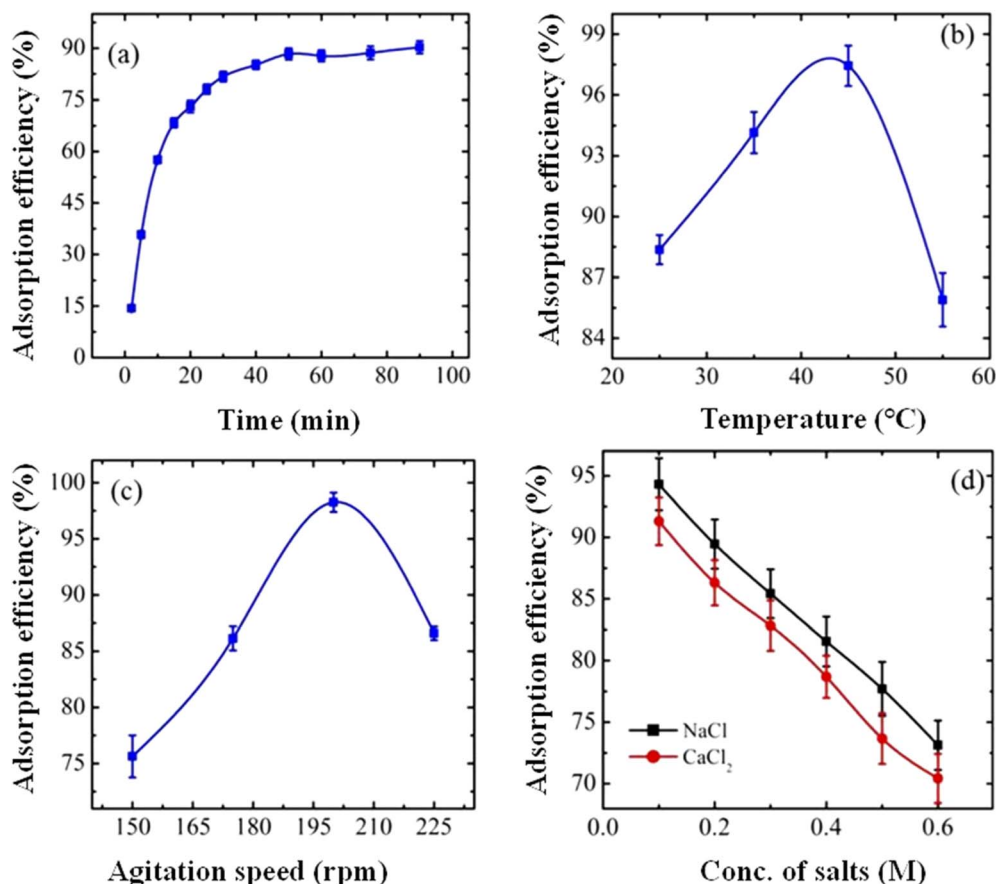 (a)
Adsorption efficiency (%)
90
75
60
45
30
15
0
0 20 40 60 80 100
Time (min)
(b)
Adsorption efficiency (%)
99
96
93
90
87
84
20 30 40 50 60
Temperature (°C)
(c)
Adsorption efficiency (%)
100
95
90
85
80
75
150 165 180 195 210 225
Agitation speed (rpm)
(d)
Adsorption efficiency (%)
95
90
85
80
75
70
NaCl
CaCl₂
0.0 0.2 0.4 0.6
Conc. of salts (M)